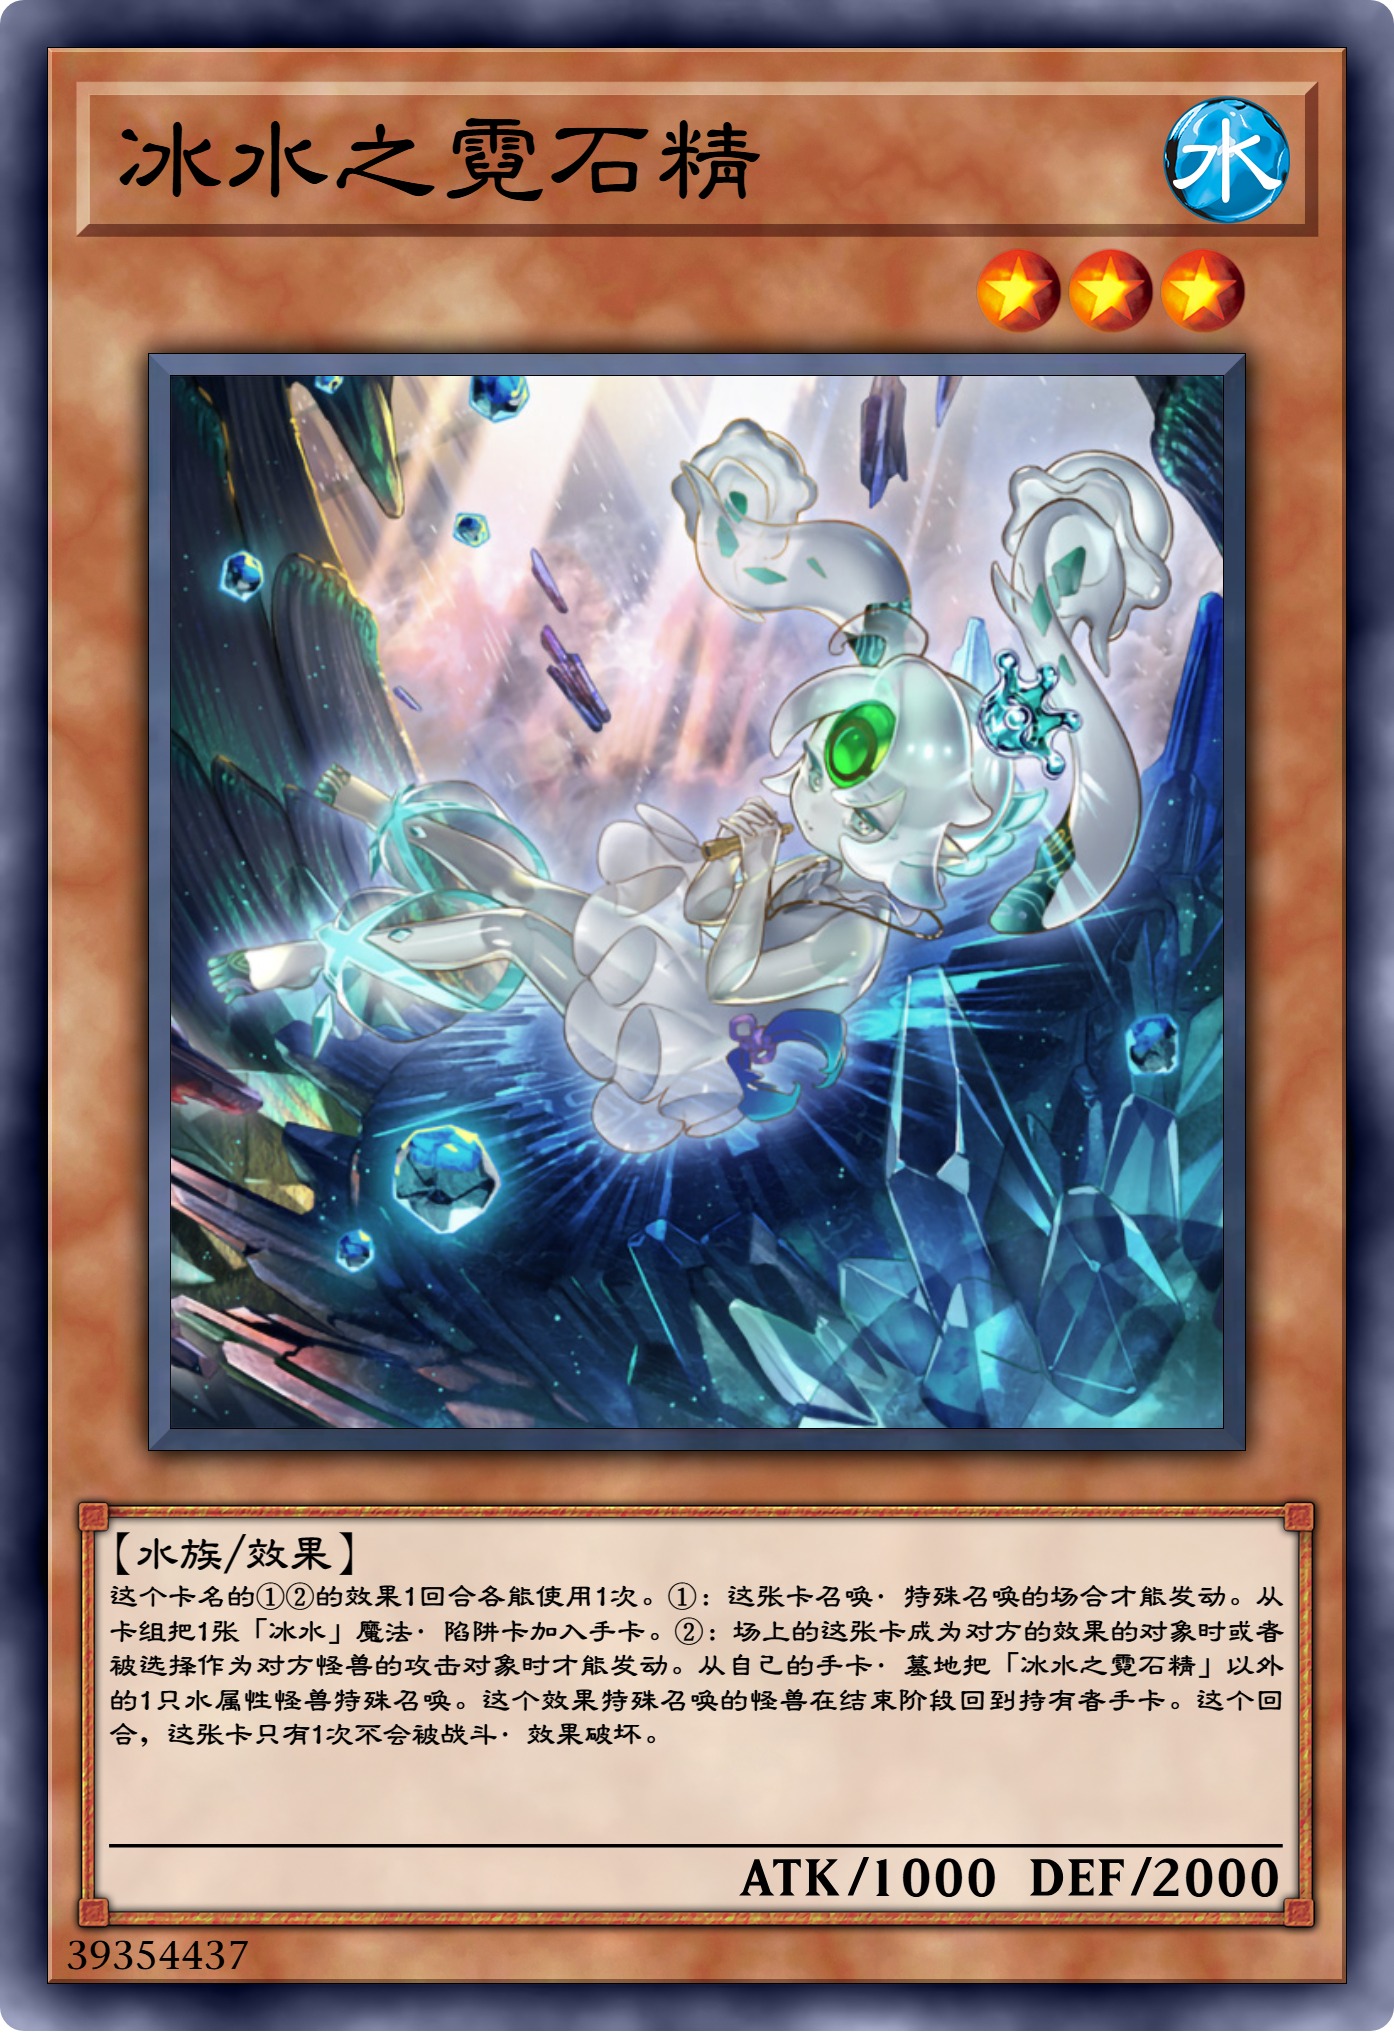 冰水之霓石精
水
【水族/效果】
这个卡名的①②的效果1回合各能使用1次。①：这张卡召唤·特殊召唤的场合才能发动。从
卡组把1张「冰水」魔法·陷阱卡加入手卡。②：场上的这张卡成为对方的效果的对象时或者
被选择作为对方怪兽的攻击对象时才能发动。从自己的手卡·墓地把「冰水之霓石精」以外
的1只水属性怪兽特殊召唤。这个效果特殊召唤的怪兽在结束阶段回到持有者手卡。这个回
合，这张卡只有1次不会被战斗·效果破坏。
ATK/1000 DEF/2000
39354437